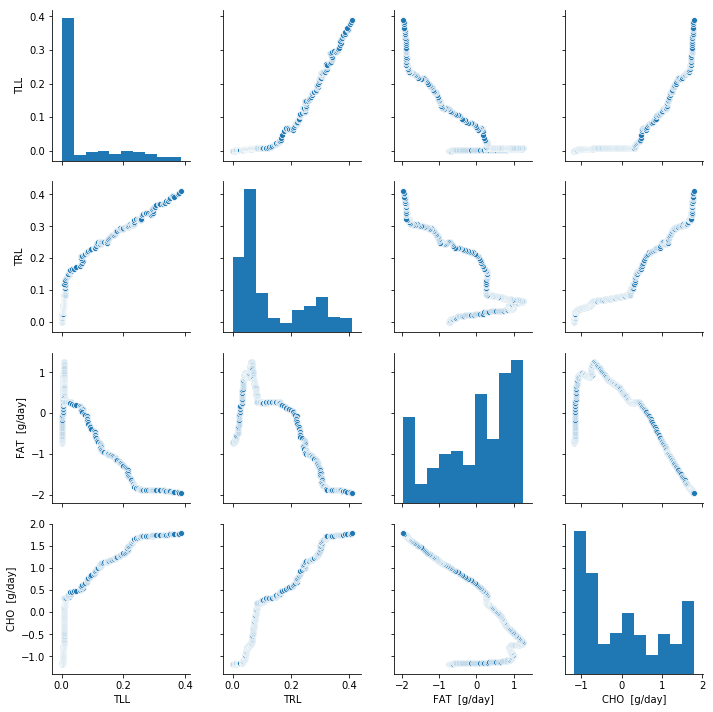 0.4
0.3
0.2
0.1
0.0
TLL
0.4
0.3
0.2
0.1
0.0
TRL
1
0
−1
−2
FAT [g/day]
2.0
1.5
1.0
0.5
0.0
−0.5
−1.0
CHO [g/day]
0.0 0.2 0.4
TLL
0.0 0.2 0.4
TRL
−2 −1 0 1
FAT [g/day]
−1 0 1 2
CHO [g/day]